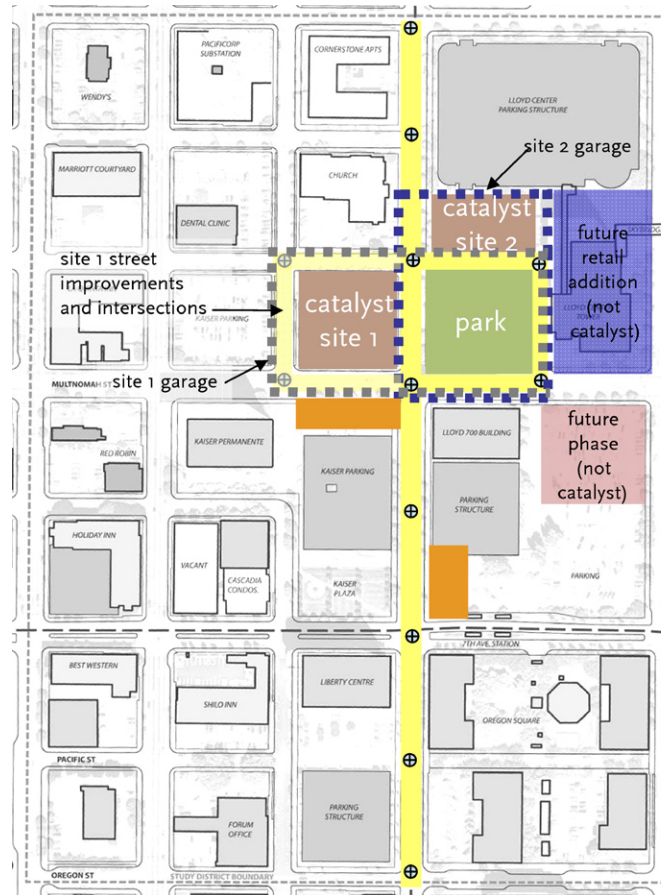 PACIFICORP
SUBSTATION
CORNERSTONE APTS
WENDY'S
LLOYD CENTER
PARKING STRUCTURE
site 2 garage
MARRIOTT COURTYARD
CHURCH
DENTAL CLINIC
catalyst
site 2
future
retail
addition
(not
catalyst)
LLOYD
TOWER
site 1 street
improvements
and intersections
KAISER PARKING
catalyst
site 1
park
site 1 garage
MULTNOMAH ST
KAISER PERMANENTE
RED ROBIN
KAISER PARKING
LLOYD 700 BUILDING
future
phase
(not
catalyst)
PARKING
STRUCTURE
HOLIDAY INN
VACANT
CASCADIA
CONDOS.
KAISER
PLAZA
PARKING
7TH AVE. STATION
BEST WESTERN
SHILO INN
LIBERTY CENTRE
OREGON SQUARE
PACIFIC ST
FORUM
OFFICE
PARKING
STRUCTURE
OREGON ST
STUDY DISTRICT BOUNDARY